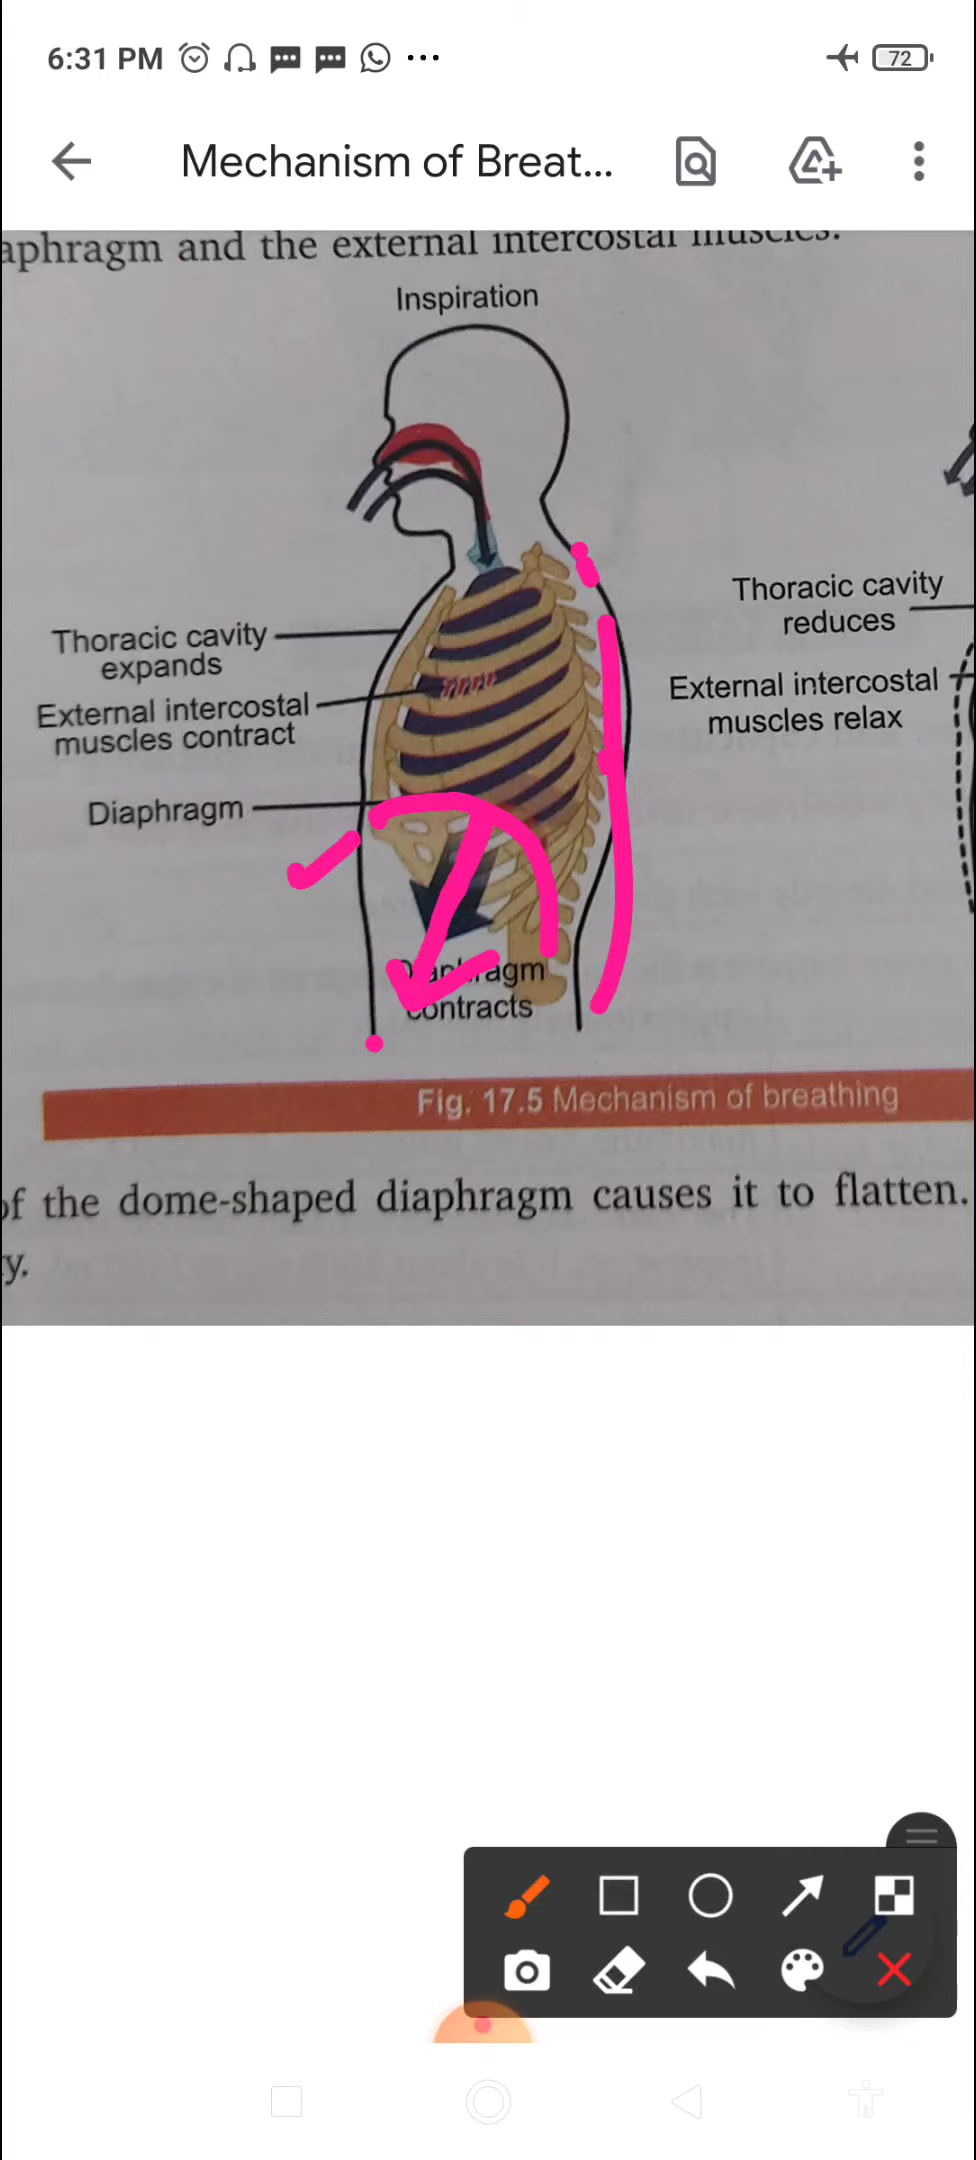 6:31 PM
72
Mechanism of Breat...
aphragm and the external intercostal muscles.
Inspiration
Thoracic cavity
expands
External intercostal
muscles contract
Diaphragm
Diaphragm
contracts
Thoracic cavity
reduces
External intercostal
muscles relax
Fig. 17.5 Mechanism of breathing
of the dome-shaped diaphragm causes it to flatten.
y.